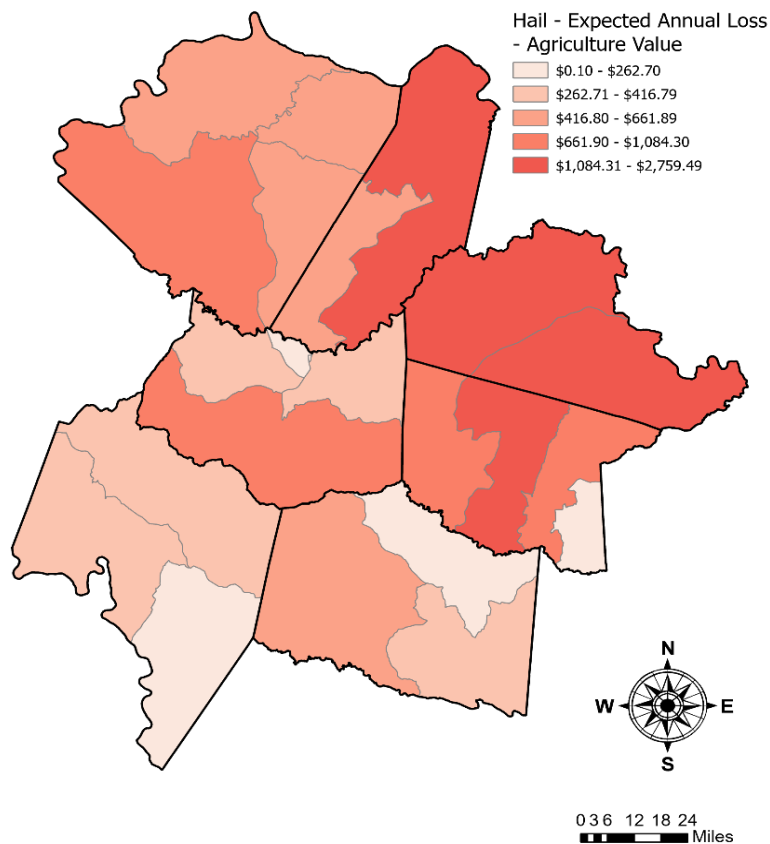 Hail - Expected Annual Loss
- Agriculture Value
$0.10 - $262.70
$262.71 - $416.79
$416.80 - $661.89
$661.90 - $1,084.30
$1,084.31 - $2,759.49
N
W E
S
0 3 6 12 18 24
Miles